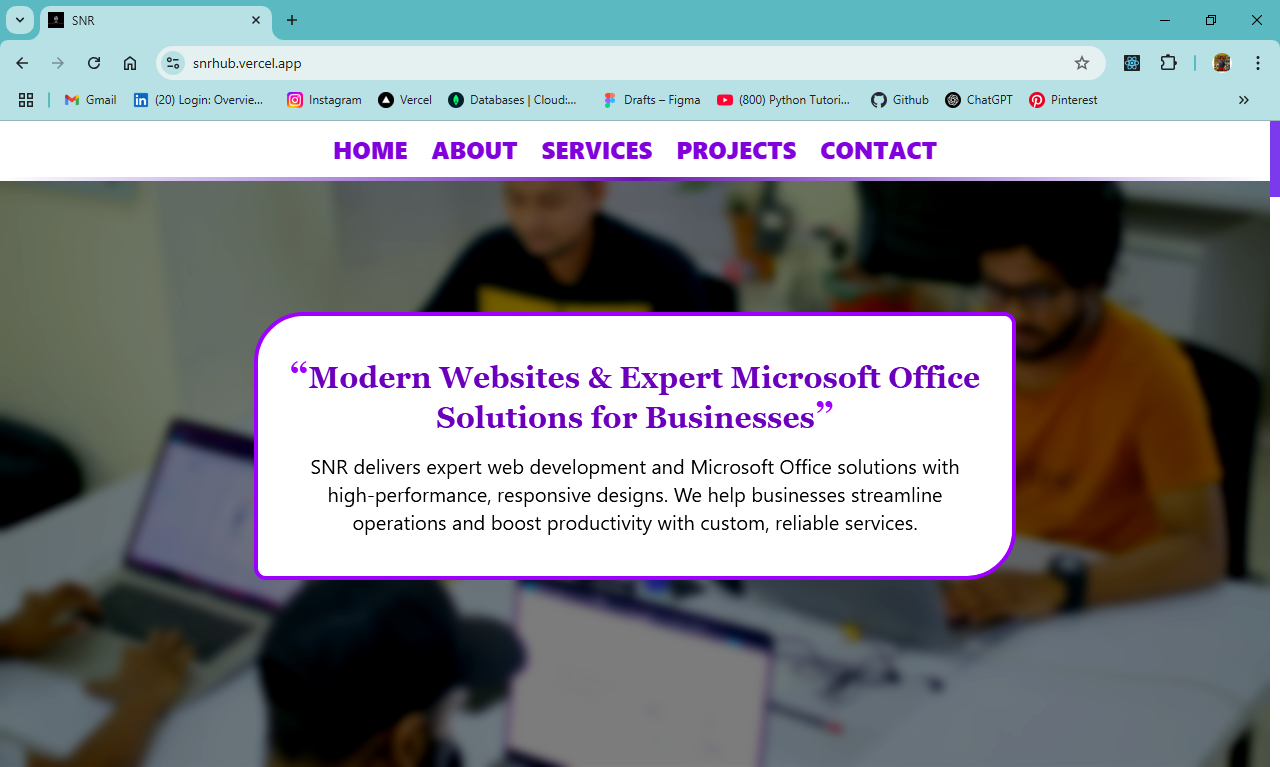 SNR
snrhub.vercel.app
Gmail
(20) Login: Overvie...
Instagram
Vercel
Databases | Cloud:...
Drafts – Figma
(800) Python Tutori...
Github
ChatGPT
Pinterest
HOME ABOUT SERVICES PROJECTS CONTACT
“Modern Websites & Expert Microsoft Office
Solutions for Businesses”
SNR delivers expert web development and Microsoft Office solutions with
high-performance, responsive designs. We help businesses streamline
operations and boost productivity with custom, reliable services.